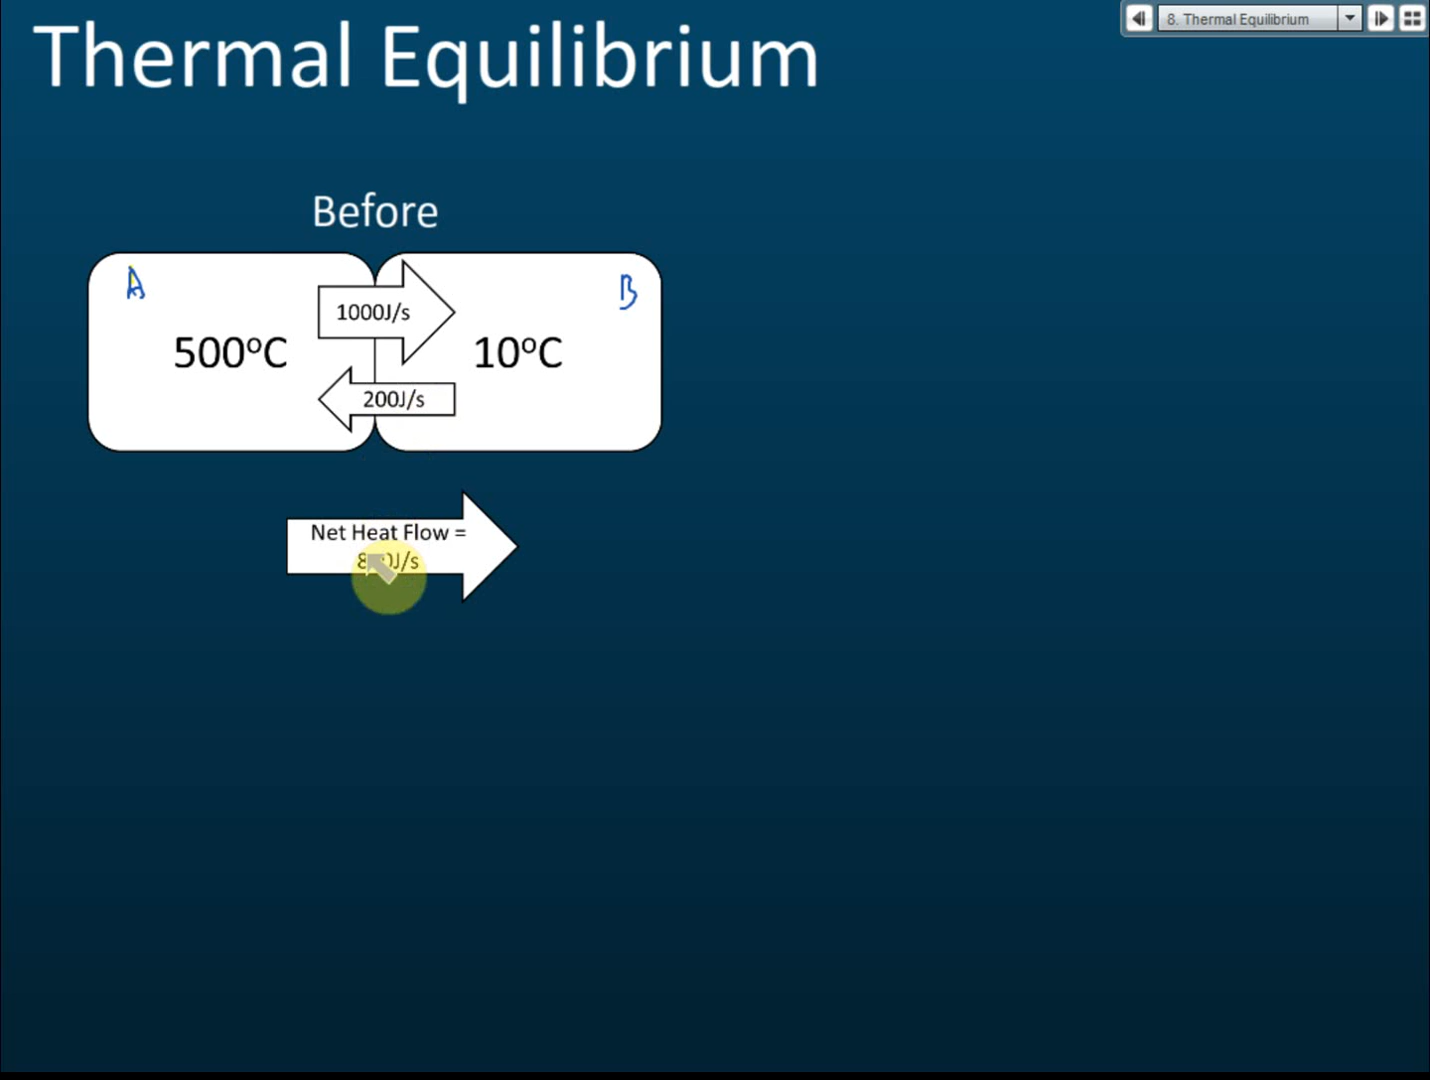 8. Thermal Equilibrium
Thermal Equilibrium
Before
A
B
1000J/s
500ºC
10ºC
200J/s
Net Heat Flow =